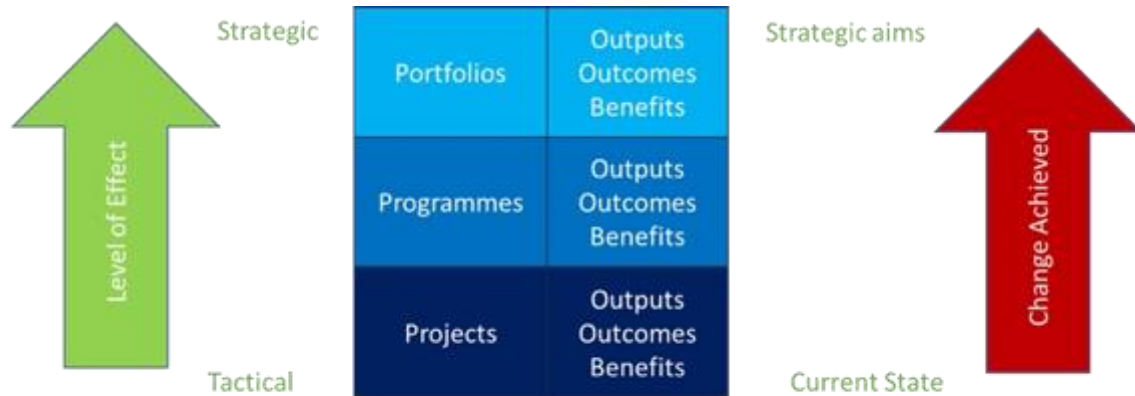 Strategic
Strategic aims
Portfolios
Outputs
Outcomes
Benefits
Level of Effect
Programmes
Outputs
Outcomes
Benefits
Change Achieved
Projects
Outputs
Outcomes
Benefits
Tactical
Current State